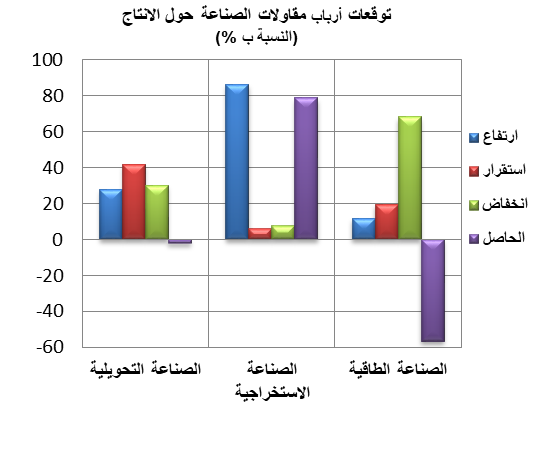 توقعات أرباب مقاولات الصناعة حول الانتاج
(النسبة ب %)
100
80
60
40
20
0
-20
-40
-60
ارتفاع
استقرار
انخفاض
الحاصل
الصناعة التحويلية
الصناعة
الاستخراجية
الصناعة الطاقية